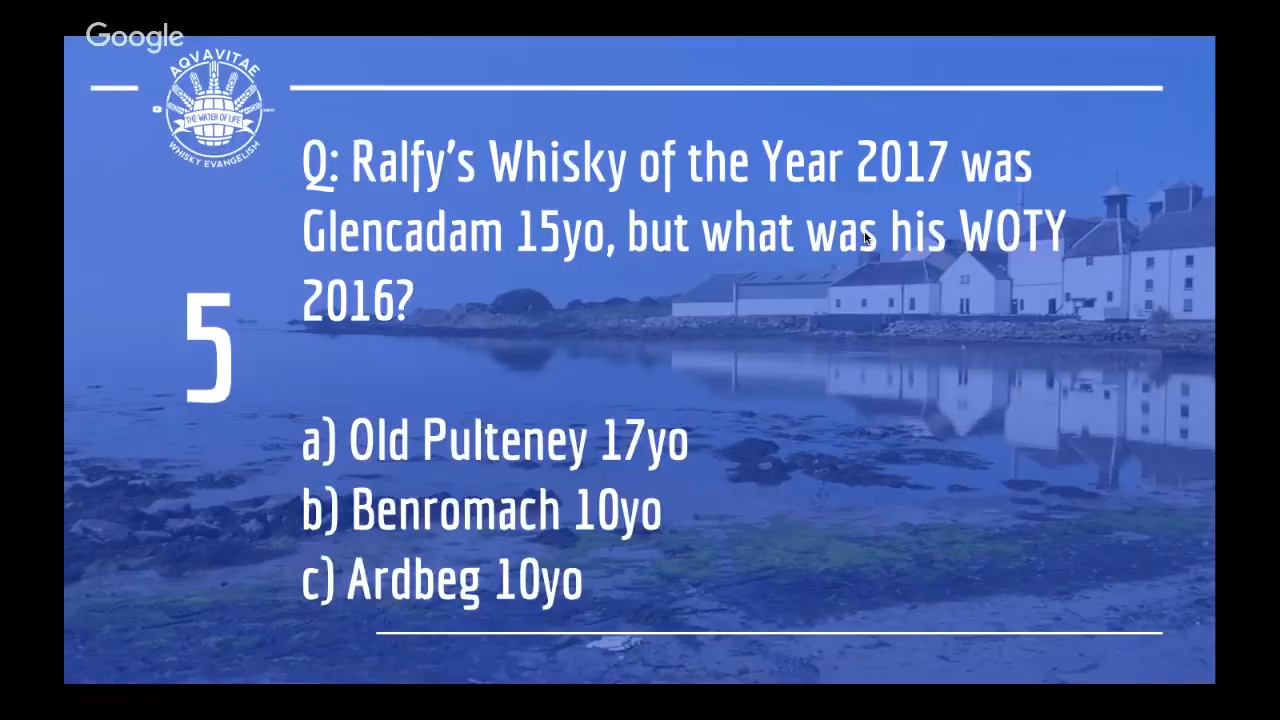 Google
AQVAVITAE
THE WATER OF LIFE
WHISKY EVANGELISM
Q: Ralfy's Whisky of the Year 2017 was
Glencadam 15yo, but what was his WOTY
2016?
5
a) Old Pulteney 17yo
b) Benromach 10yo
c) Ardbeg 10yo